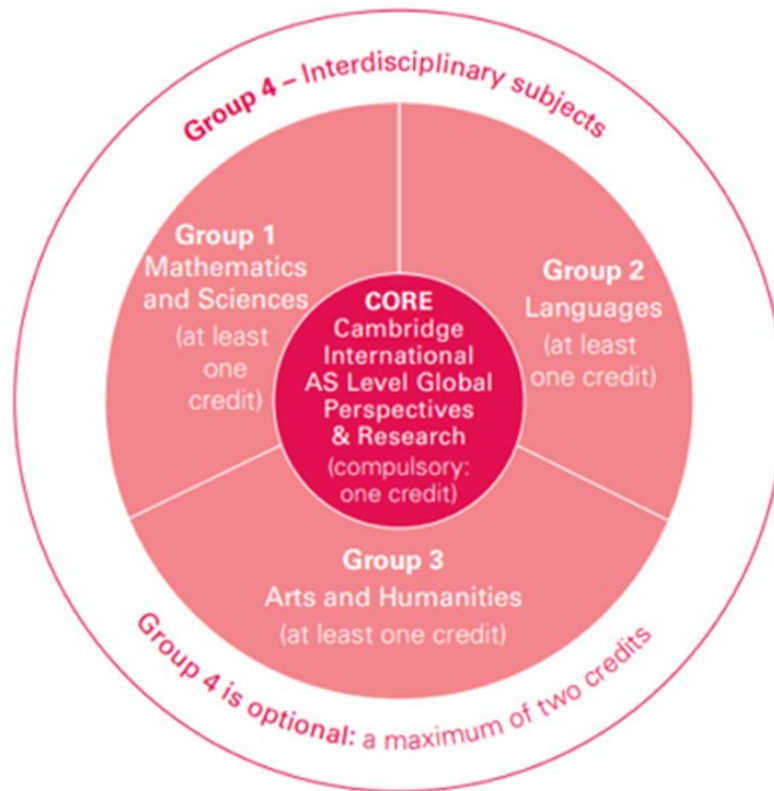 Group 4 – Interdisciplinary subjects
Group 1
Mathematics
and Sciences
(at least
one
credit)
CORE
Cambridge
International
AS Level Global
Perspectives
& Research
(compulsory:
one credit)
Group 2
Languages
(at least
one credit)
Group 3
Arts and Humanities
(at least one credit)
Group 4 is optional: a maximum of two credits